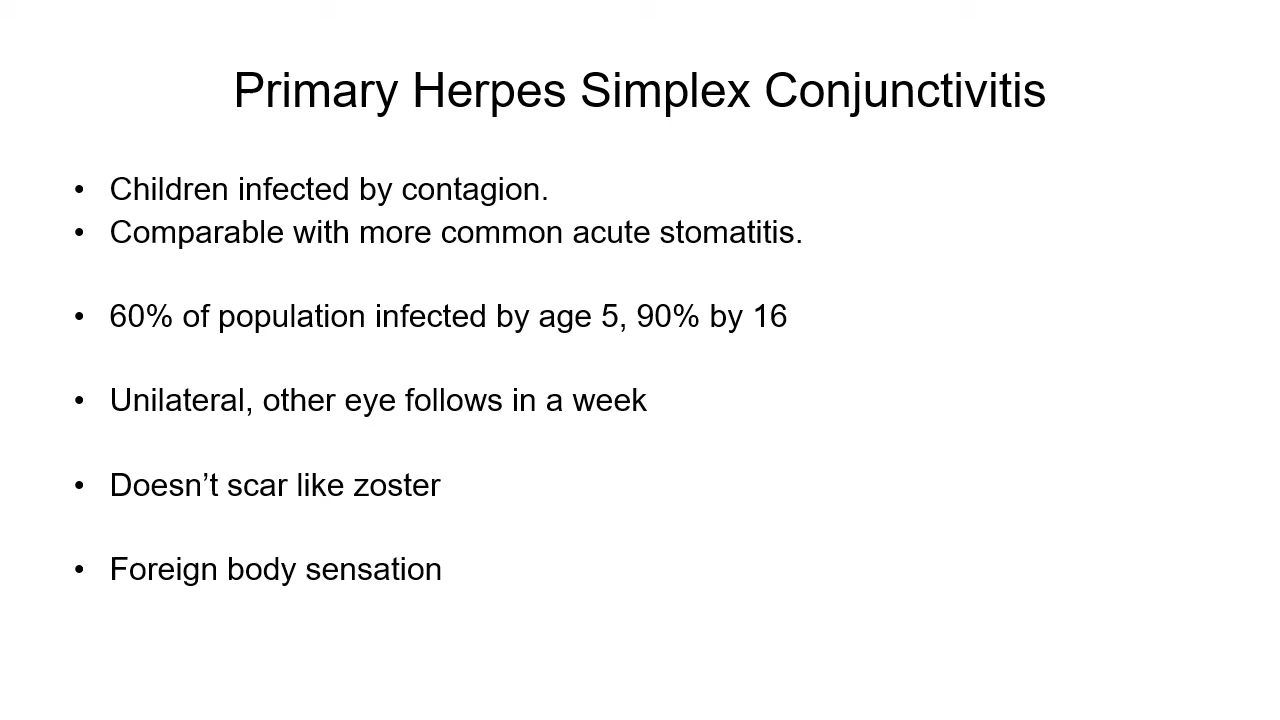 Primary Herpes Simplex Conjunctivitis
• Children infected by contagion.
• Comparable with more common acute stomatitis.
• 60% of population infected by age 5, 90% by 16
• Unilateral, other eye follows in a week
• Doesn’t scar like zoster
• Foreign body sensation